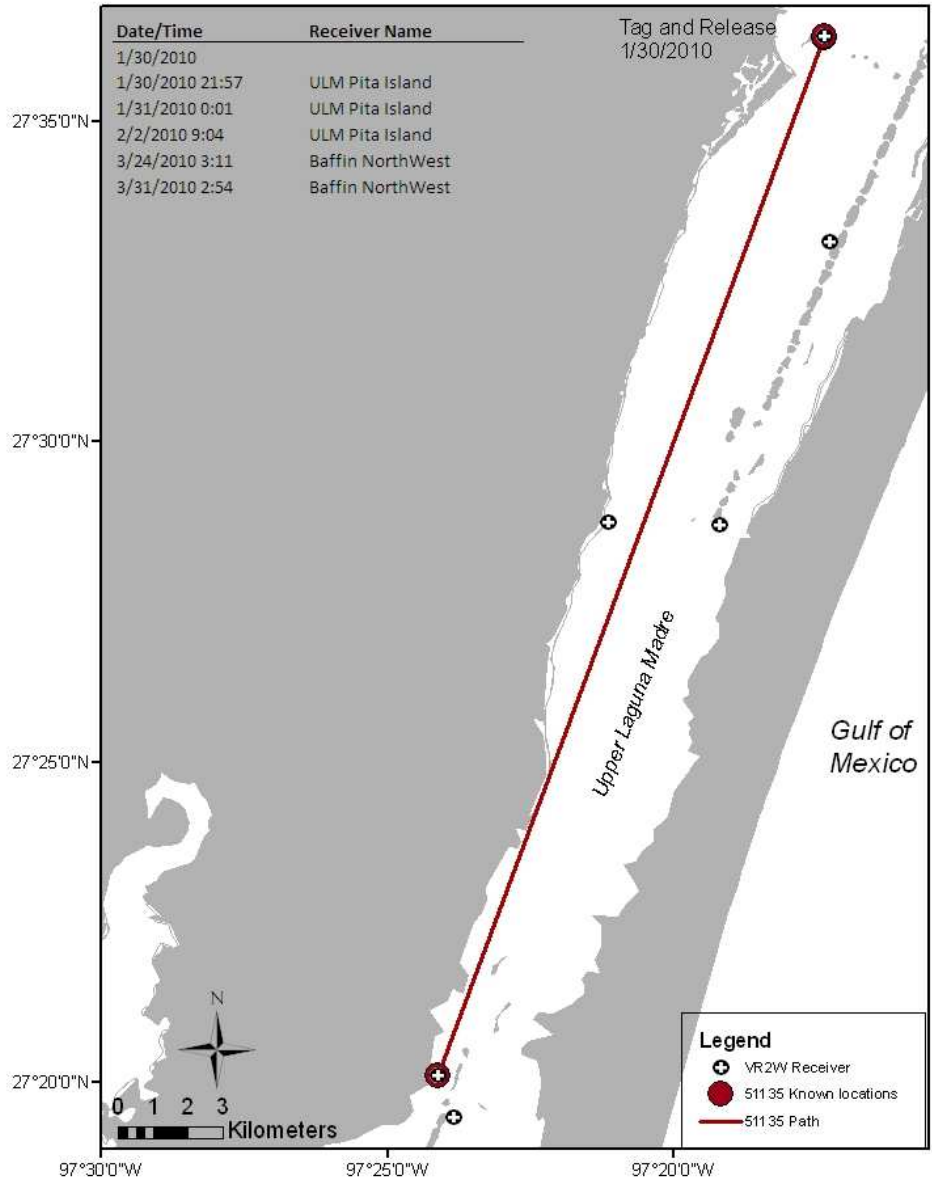 Date/Time Receiver Name
1/30/2010
1/30/2010 21:57 ULM Pita Island
1/31/2010 0:01 ULM Pita Island
2/2/2010 9:04 ULM Pita Island
3/24/2010 3:11 Baffin NorthWest
3/31/2010 2:54 Baffin NorthWest
Tag and Release
1/30/2010
27°35'0"N
27°30'0"N
27°25'0"N
27°20'0"N
Upper Laguna Madre
Gulf of
Mexico
N
0 1 2 3
Kilometers
Legend
VR2W Receiver
51135 Known locations
51135 Path
97°30'0"W 97°25'0"W 97°20'0"W